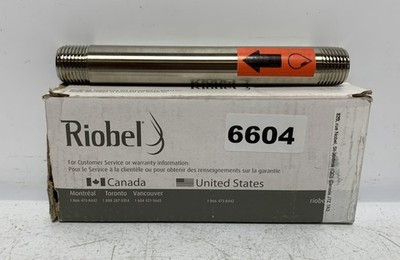 Riobel
6604
For Customer Service or warranty information:
Pour le Service à la clientèle ou pour obtenir des renseignements sur la garantie
Canada
United States
Montréal Toronto Vancouver
riobel